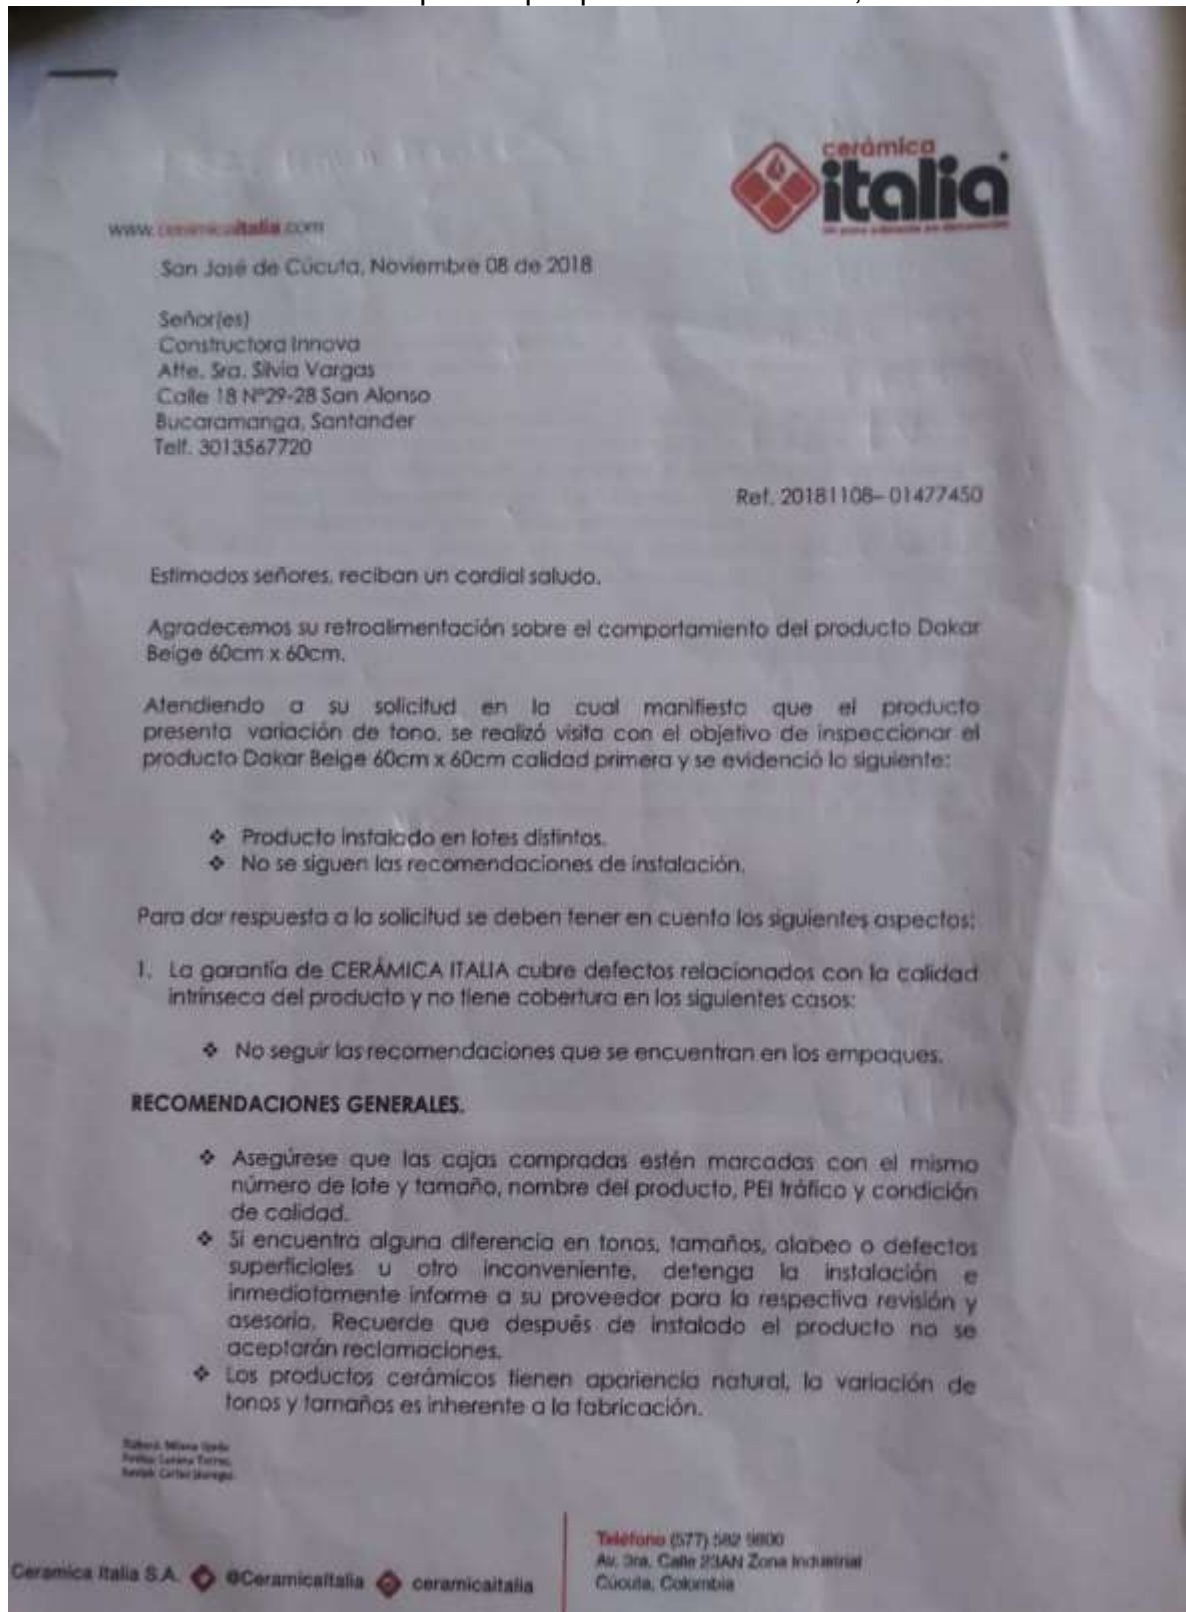 cerámica
italia
www.ceramicaitalia.com
San José de Cúcuta, Noviembre 08 de 2018
Señor(es)
Constructora Innova
Atte. Sra. Silvia Vargas
Calle 18 Nº29-28 San Alonso
Bucaramanga, Santander
Telf. 3013567720
Ref. 20181108–01477450
Estimados señores, reciban un cordial saludo.
Agradecemos su retroalimentación sobre el comportamiento del producto Dakar
Beige 60cm x 60cm.
Atendiendo a su solicitud en la cual manifiesta que el producto
presenta variación de tono, se realizó visita con el objetivo de inspeccionar el
producto Dakar Beige 60cm x 60cm calidad primera y se evidenció lo siguiente:
❖ Producto instalado en lotes distintos.
❖ No se siguen las recomendaciones de instalación.
Para dar respuesta a la solicitud se deben tener en cuenta los siguientes aspectos:
1. La garantía de CERÁMICA ITALIA cubre defectos relacionados con la calidad
intrínseca del producto y no tiene cobertura en los siguientes casos:
❖ No seguir las recomendaciones que se encuentran en los empaques.
RECOMENDACIONES GENERALES.
❖ Asegúrese que las cajas compradas estén marcadas con el mismo
número de lote y tamaño, nombre del producto, PEI tráfico y condición
de calidad.
❖ Si encuentra alguna diferencia en tonos, tamaños, alabeo o defectos
superficiales u otro inconveniente, detenga la instalación e
inmediatamente informe a su proveedor para la respectiva revisión y
asesoría. Recuerde que después de instalado el producto no se
aceptarán reclamaciones.
❖ Los productos cerámicos tienen apariencia natural, la variación de
tonos y tamaños es inherente a la fabricación.
Ceramica Italia S.A. @CeramicaItalia ceramicaitalia
Teléfono (577) 582 9800
Av. 3ra. Calle 23AN Zona Industrial
Cúcuta, Colombia